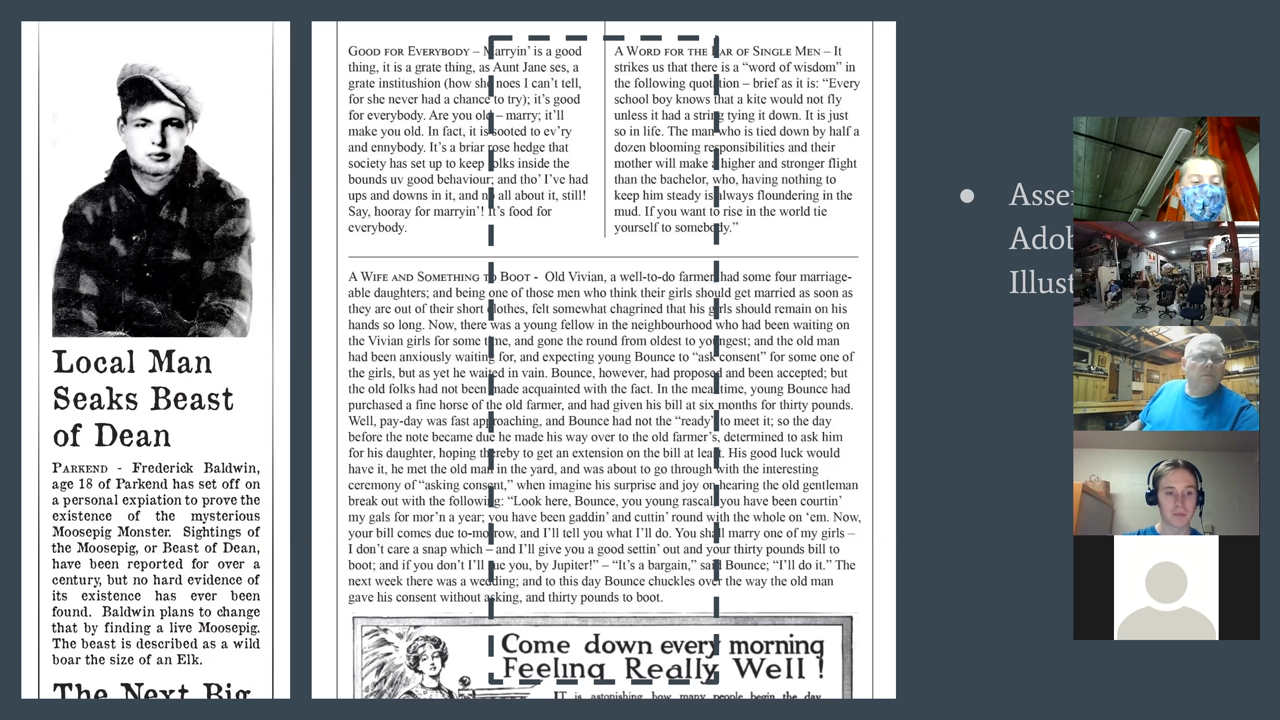 Local Man
Seaks Beast
of Dean
PARKEND - Frederick Baldwin,
age 18 of Parkend has set off on
a personal expiation to prove the
existence of the mysterious
Moosepig Monster. Sightings of
the Moosepig, or Beast of Dean,
have been reported for over a
century, but no hard evidence of
its existence has ever been
found. Baldwin plans to change
that by finding a live Moosepig.
The beast is described as a wild
boar the size of an Elk.
The Next Big
GOOD FOR EVERYBODY – Marryin' is a good
thing, it is a grate thing, as Aunt Jane ses, a
grate institushion (how she noes I can't tell,
for she never had a chance to try); it's good
for everybody. Are you old – marry; it'll
make you old. In fact, it is sooted to ev'ry
and ennybody. It's a briar rose hedge that
society has set up to keep folks inside the
bounds uv good behaviour; and tho' I've had
ups and downs in it, and no all about it, still!
Say, hooray for marryin'! It's food for
everybody.
A WORD FOR THE EAR OF SINGLE MEN – It
strikes us that there is a “word of wisdom” in
the following quotation – brief as it is: “Every
school boy knows that a kite would not fly
unless it had a string tying it down. It is just
so in life. The man who is tied down by half a
dozen blooming responsibilities and their
mother will make a higher and stronger flight
than the bachelor, who, having nothing to
keep him steady is always floundering in the
mud. If you want to rise in the world tie
yourself to somebody.”
A WIFE AND SOMETHING TO BOOT - Old Vivian, a well-to-do farmer had some four marriage-
able daughters; and being one of those men who think their girls should get married as soon as
they are out of their short clothes, felt somewhat chagrined that his girls should remain on his
hands so long. Now, there was a young fellow in the neighbourhood who had been waiting on
the Vivian girls for some time, and gone the round from oldest to youngest; and the old man
had been anxiously waiting for, and expecting young Bounce to “ask consent” for some one of
the girls, but as yet he waited in vain. Bounce, however, had proposed and been accepted; but
the old folks had not been made acquainted with the fact. In the meantime, young Bounce had
purchased a fine horse of the old farmer, and had given his bill at six months for thirty pounds.
Well, pay-day was fast approaching, and Bounce had not the “ready” to meet it; so the day
before the note became due he made his way over to the old farmer's, determined to ask him
for his daughter, hoping thereby to get an extension on the bill at least. His good luck would
have it, he met the old man in the yard, and was about to go through with the interesting
ceremony of “asking consent,” when imagine his surprise and joy on hearing the old gentleman
break out with the following: “Look here, Bounce, you young rascal, you have been courtin'
my gals for mor'n a year; you have been gaddin' and cuttin' round with the whole on 'em. Now,
your bill comes due to-morrow, and I'll tell you what I'll do. You shall marry one of my girls –
I don't care a snap which – and I'll give you a good settin' out and your thirty pounds bill to
boot; and if you don't I'll sue you, by Jupiter!” – “It's a bargain,” said Bounce; “I'll do it.” The
next week there was a wedding; and to this day Bounce chuckles over the way the old man
gave his consent without asking, and thirty pounds to boot.
Come down every morning
Feeling Really Well !
IT is astonishing how many people begin the day